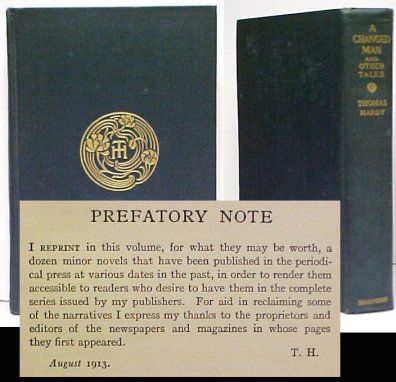 TH
A
CHANGED
MAN
AND
OTHER
TALES
THOMAS
HARDY
PREFATORY NOTE
I REPRINT in this volume, for what they may be worth, a
dozen minor novels that have been published in the periodi-
cal press at various dates in the past, in order to render them
accessible to readers who desire to have them in the complete
series issued by my publishers. For aid in reclaiming some
of the narratives I express my thanks to the proprietors and
editors of the newspapers and magazines in whose pages
they first appeared.
T. H.
August 1913.